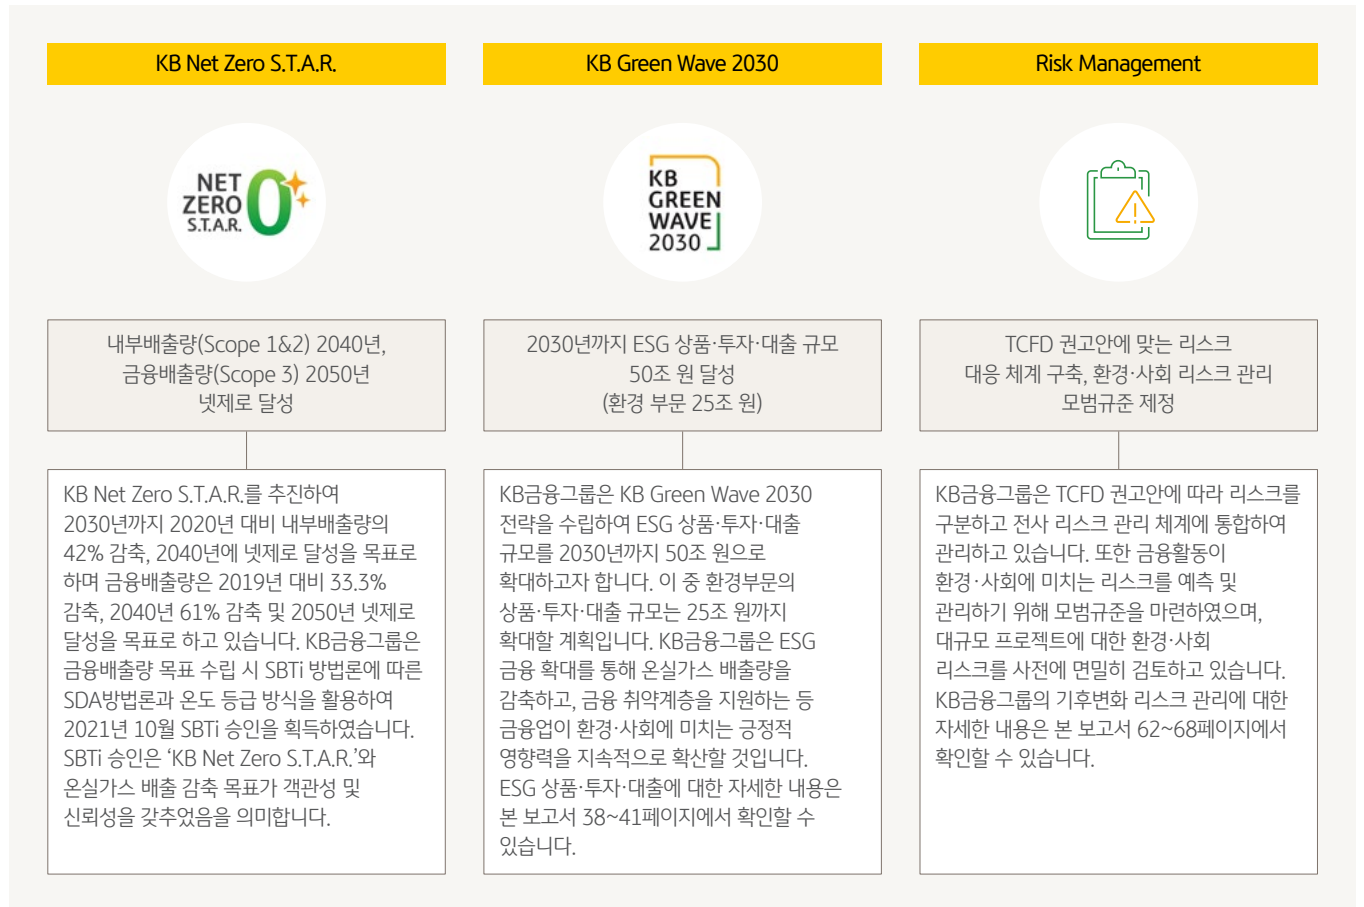 KB Net Zero S.T.A.R.
NET
ZERO
S.T.A.R.
0
내부배출량(Scope 1&2) 2040년,
금융배출량(Scope 3) 2050년
넷제로 달성
KB Net Zero S.T.A.R.를 추진하여
2030년까지 2020년 대비 내부배출량의
42% 감축, 2040년에 넷제로 달성을 목표로
하며 금융배출량은 2019년 대비 33.3%
감축, 2040년 61% 감축 및 2050년 넷제로
달성을 목표로 하고 있습니다. KB금융그룹은
금융배출량 목표 수립 시 SBTi 방법론에 따른
SDA방법론과 온도 등급 방식을 활용하여
2021년 10월 SBTi 승인을 획득하였습니다.
SBTi 승인은 ‘KB Net Zero S.T.A.R.’와
온실가스 배출 감축 목표가 객관성 및
신뢰성을 갖추었음을 의미합니다.
KB Green Wave 2030
KB
GREEN
WAVE
2030
2030년까지 ESG 상품·투자·대출 규모
50조 원 달성
(환경 부문 25조 원)
KB금융그룹은 KB Green Wave 2030
전략을 수립하여 ESG 상품·투자·대출
규모를 2030년까지 50조 원으로
확대하고자 합니다. 이 중 환경부문의
상품·투자·대출 규모는 25조 원까지
확대할 계획입니다. KB금융그룹은 ESG
금융 확대를 통해 온실가스 배출량을
감축하고, 금융 취약계층을 지원하는 등
금융업이 환경·사회에 미치는 긍정적
영향력을 지속적으로 확산할 것입니다.
ESG 상품·투자·대출에 대한 자세한 내용은
본 보고서 38~41페이지에서 확인할 수
있습니다.
Risk Management
TCFD 권고안에 맞는 리스크
대응 체계 구축, 환경·사회 리스크 관리
모범규준 제정
KB금융그룹은 TCFD 권고안에 따라 리스크를
구분하고 전사 리스크 관리 체계에 통합하여
관리하고 있습니다. 또한 금융활동이
환경·사회에 미치는 리스크를 예측 및
관리하기 위해 모범규준을 마련하였으며,
대규모 프로젝트에 대한 환경·사회
리스크를 사전에 면밀히 검토하고 있습니다.
KB금융그룹의 기후변화 리스크 관리에 대한
자세한 내용은 본 보고서 62~68페이지에서
확인할 수 있습니다.